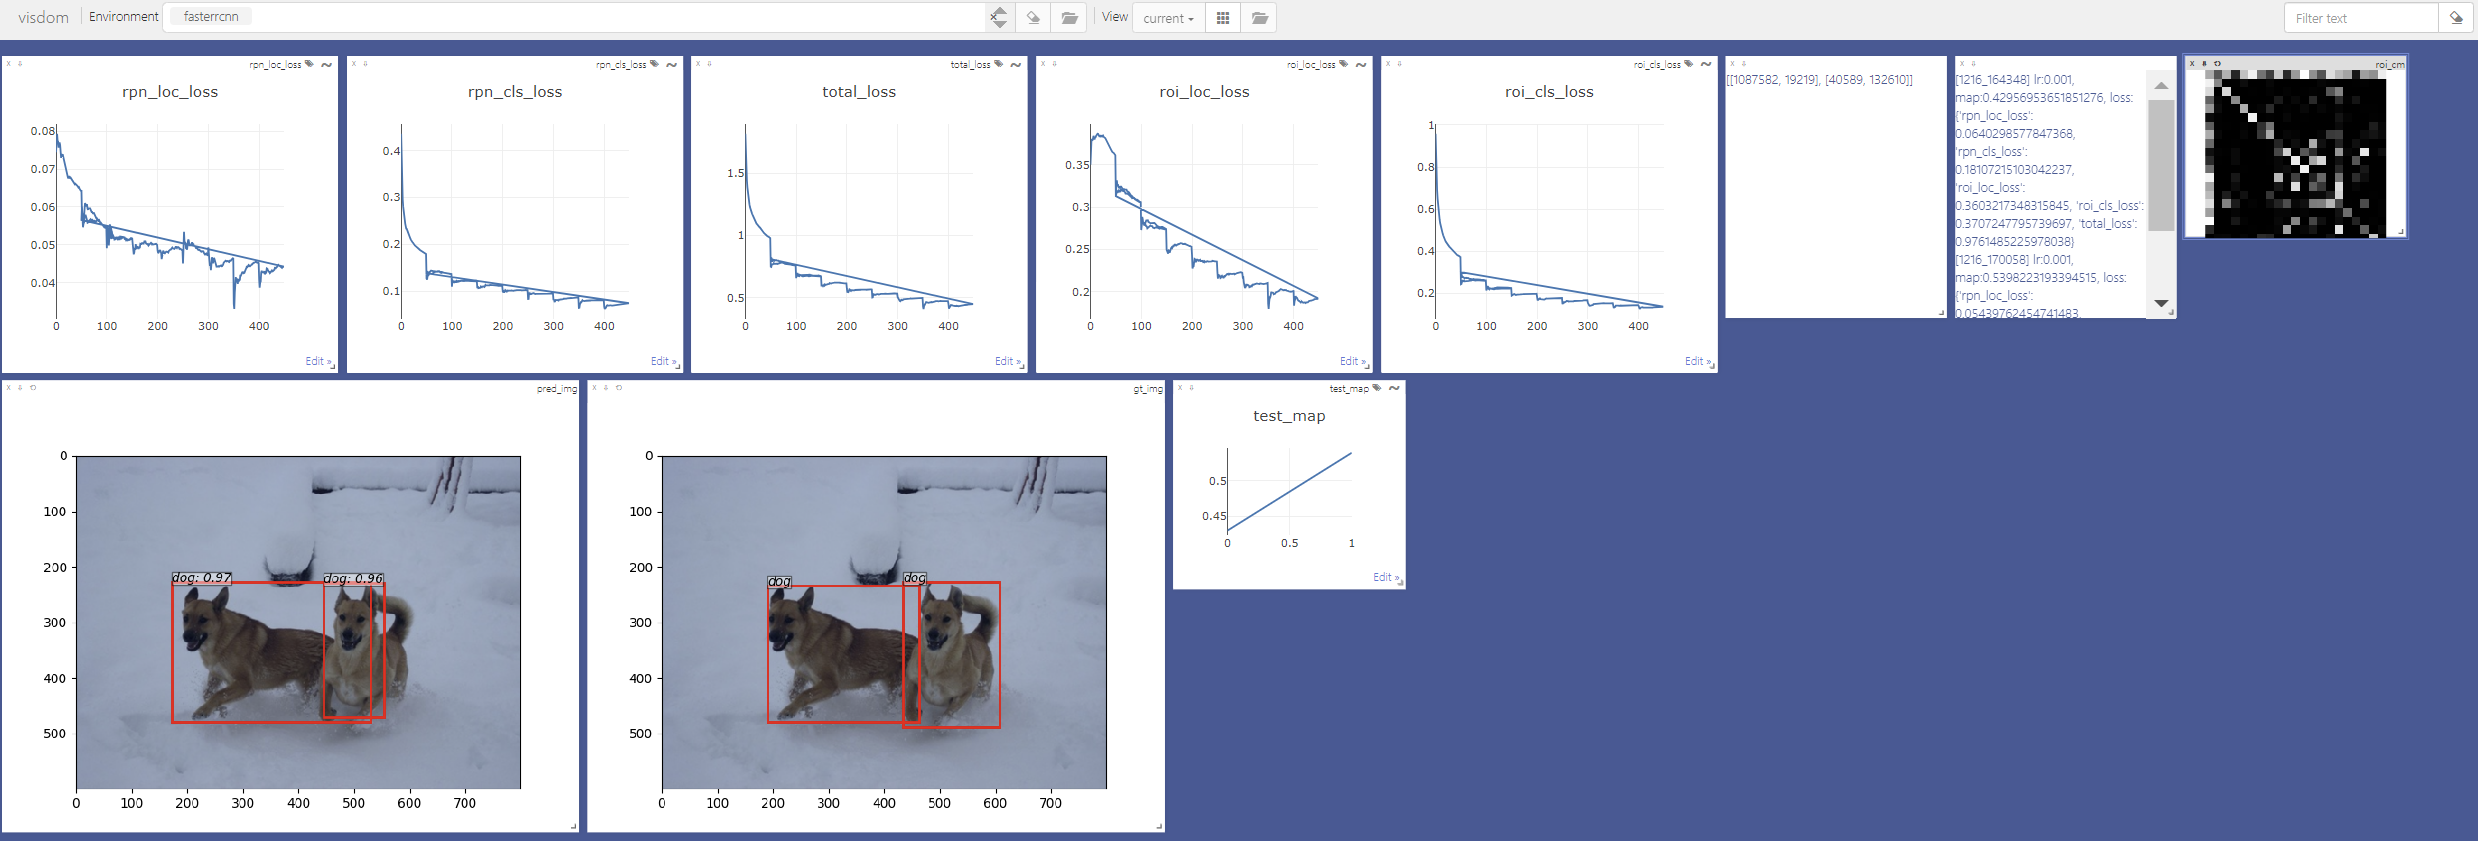 visdom Environment fasterrcnn View current Filter text
x rpn_loc_loss
rpn_loc_loss
0.08
0.07
0.06
0.05
0.04
0 100 200 300 400
Edit »
x rpn_cls_loss
rpn_cls_loss
0.4
0.3
0.2
0.1
0 100 200 300 400
Edit »
x total_loss
total_loss
1.5
1
0.5
0 100 200 300 400
Edit »
x roi_loc_loss
roi_loc_loss
0.35
0.3
0.25
0.2
0 100 200 300 400
Edit »
x roi_cls_loss
roi_cls_loss
1
0.8
0.6
0.4
0.2
0 100 200 300 400
Edit »
x
[[1087582, 19219], [40589, 132610]]
x
[1216_164348] lr:0.001,
map:0.42956953651851276, loss:
{'rpn_loc_loss':
0.0640298577847368,
'rpn_cls_loss':
0.18107215103042237,
'roi_loc_loss':
0.3603217348315845, 'roi_cls_loss':
0.3707247795739697, 'total_loss':
0.9761485225978038}
[1216_170058] lr:0.001,
map:0.5398223193394515, loss:
{'rpn_loc_loss':
0.05439762454741483,
x roi_cm
x pred_img
0
100
200
300
400
500
dog: 0.97 dog: 0.96
0 100 200 300 400 500 600 700
x gt_img
0
100
200
300
400
500
dog dog
0 100 200 300 400 500 600 700
x test_map
test_map
0.5
0.45
0 0.5 1
Edit »